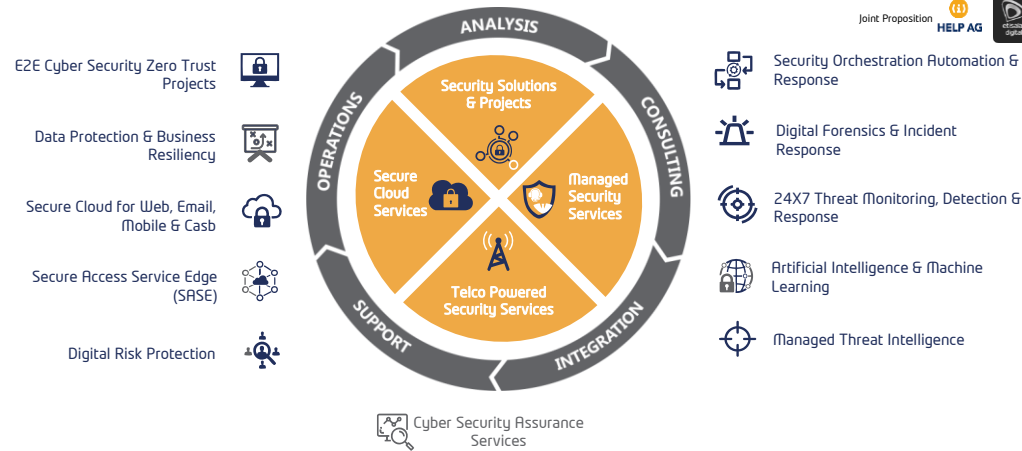 Joint Proposition
HELP AG
etisalat
digital
ANALYSIS
CONSULTING
INTEGRATION
SUPPORT
OPERATIONS
Security Solutions
& Projects
Managed
Security
Services
Telco Powered
Security Services
Secure
Cloud
Services
E2E Cyber Security Zero Trust
Projects
Data Protection & Business
Resiliency
Secure Cloud for Web, Email,
Mobile & Casb
Secure Access Service Edge
(SASE)
Digital Risk Protection
Security Orchestration Automation &
Response
Digital Forensics & Incident
Response
24X7 Threat Monitoring, Detection &
Response
Artificial Intelligence & Machine
Learning
Managed Threat Intelligence
Cyber Security Assurance
Services